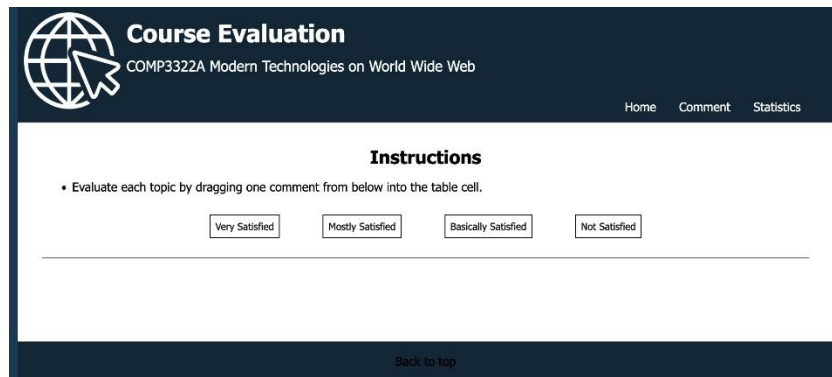 Course Evaluation
COMP3322A Modern Technologies on World Wide Web
Home Comment Statistics
Instructions
• Evaluate each topic by dragging one comment from below into the table cell.
Very Satisfied Mostly Satisfied Basically Satisfied Not Satisfied
Back to top